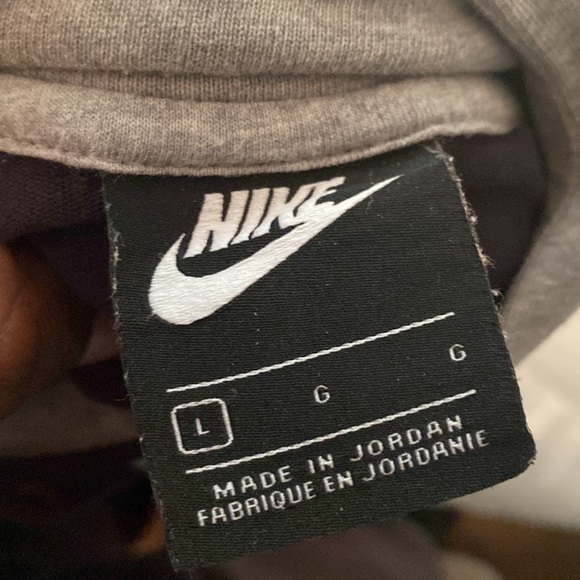 NIKE
L G G
MADE IN JORDAN
FABRIQUE EN JORDANIE